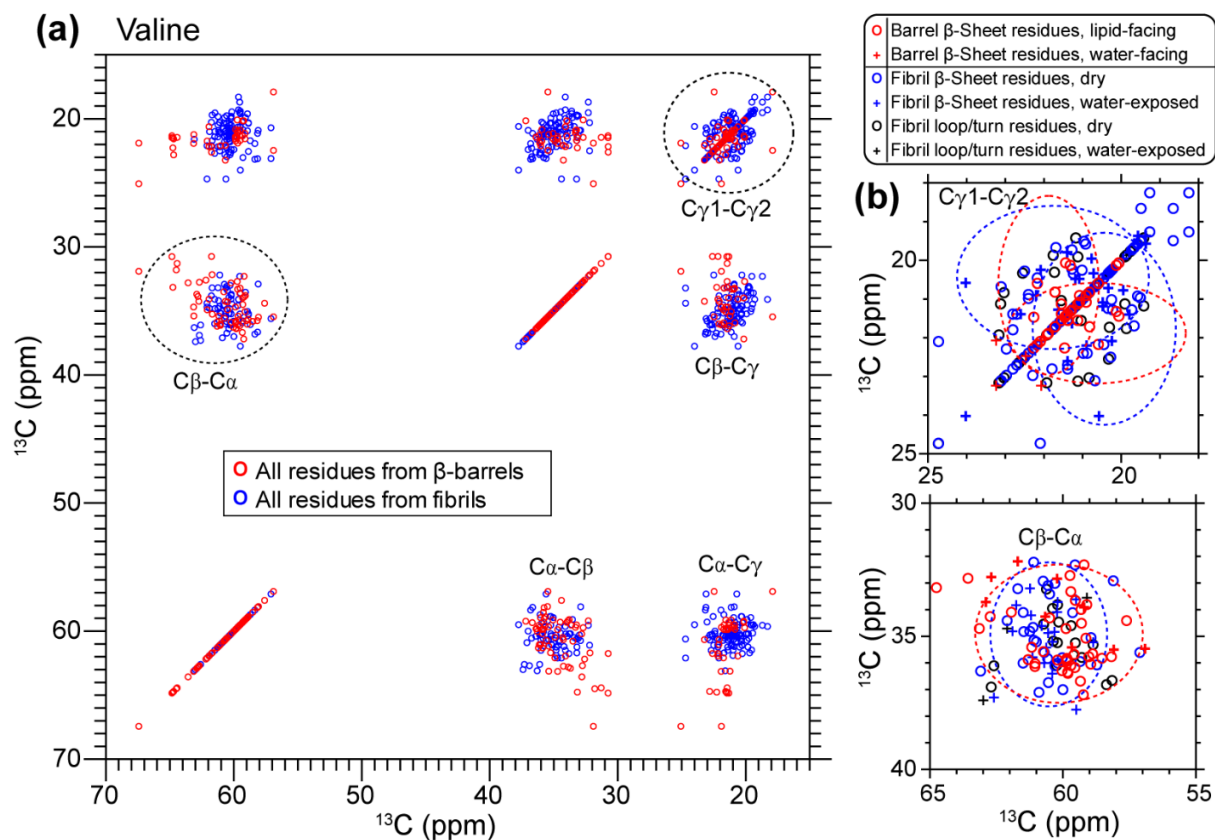 (a) Valine
20
30
40
50
60
70
¹³C (ppm)
70 60 50 40 30 20
¹³C (ppm)
Cγ1-Cγ2
Cβ-Cα
Cβ-Cγ
Cα-Cβ
Cα-Cγ
All residues from β-barrels
All residues from fibrils
Barrel β-Sheet residues, lipid-facing
Barrel β-Sheet residues, water-facing
Fibril β-Sheet residues, dry
Fibril β-Sheet residues, water-exposed
Fibril loop/turn residues, dry
Fibril loop/turn residues, water-exposed
(b)
Cγ1-Cγ2
20
25
¹³C (ppm)
25 20
Cβ-Cα
30
35
40
¹³C (ppm)
65 60 55
¹³C (ppm)